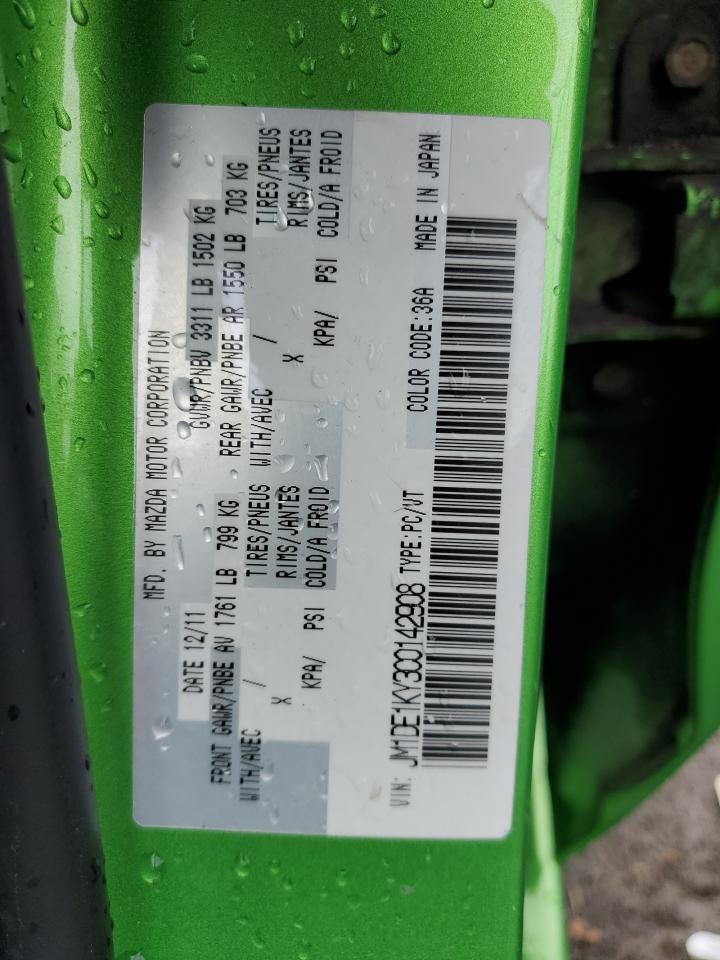 MFD. BY MAZDA MOTOR CORPORATION
DATE 12/11 GVWR/PNBV 3311 LB 1502 KG
FRONT GAWR/PNBE AV 1761 LB 799 KG REAR GAWR/PNBE AR 1550 LB 703 KG
WITH/AVEC / TIRES/PNEUS WITH/AVEC / TIRES/PNEUS
X RIMS/JANTES X RIMS/JANTES
KPA/ PSI COLD/A FROID KPA/ PSI COLD/A FROID
VIN: JM1DE1KY3C0142908 TYPE:PC/VT COLOR CODE:36A MADE IN JAPAN